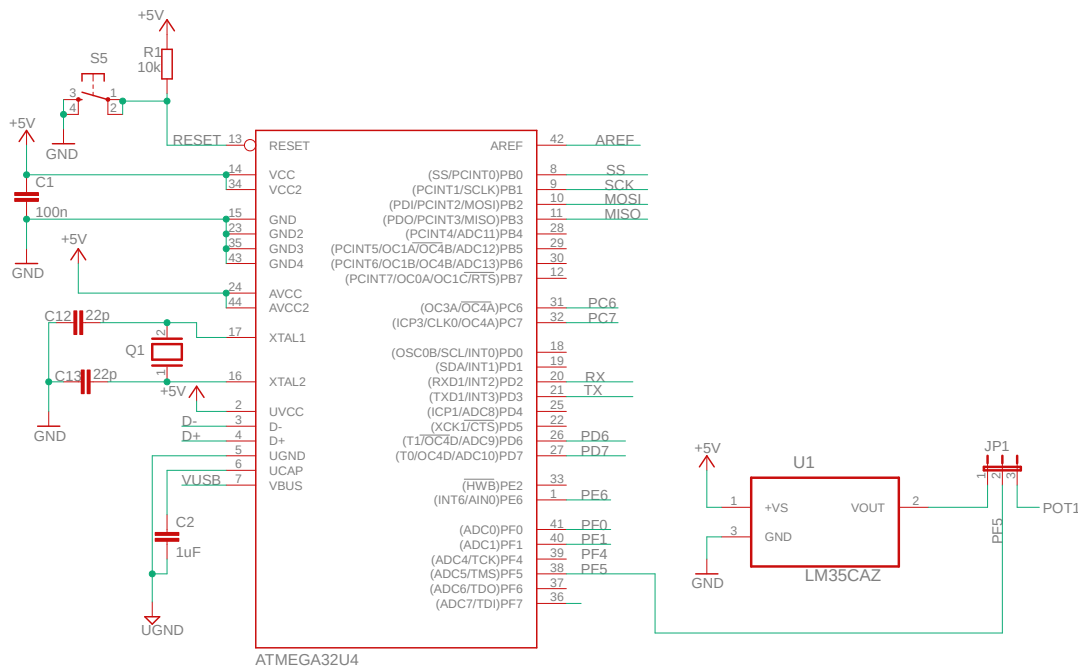 +5V
R1
10k
S5
3
1
4
2
GND
RESET
13
RESET
+5V
14
VCC
34
VCC2
C1
100n
15
GND
23
GND2
35
GND3
43
GND4
GND
+5V
24
AVCC
44
AVCC2
C12
22p
17
XTAL1
2
Q1
1
C13
22p
16
XTAL2
+5V
2
UVCC
D-
3
D-
D+
4
D+
GND
5
UGND
6
UCAP
VUSB
7
VBUS
C2
1uF
UGND
AREF
42
AREF
(SS/PCINT0)PB0
8
SS
(PCINT1/SCLK)PB1
9
SCK
(PDI/PCINT2/MOSI)PB2
10
MOSI
(PDO/PCINT3/MISO)PB3
11
MISO
(PCINT4/ADC11)PB4
28
(PCINT5/OC1A/OC4B/ADC12)PB5
29
(PCINT6/OC1B/OC4B/ADC13)PB6
30
(PCINT7/OC0A/OC1C/RTS)PB7
12
(OC3A/OC4A)PC6
31
PC6
(ICP3/CLK0/OC4A)PC7
32
PC7
(OSC0B/SCL/INT0)PD0
18
(SDA/INT1)PD1
19
(RXD1/INT2)PD2
20
RX
(TXD1/INT3)PD3
21
TX
(ICP1/ADC8)PD4
25
(XCK1/CTS)PD5
22
(T1/OC4D/ADC9)PD6
26
PD6
(T0/OC4D/ADC10)PD7
27
PD7
(HWB)PE2
33
(INT6/AIN0)PE6
1
PE6
(ADC0)PF0
41
PF0
(ADC1)PF1
40
PF1
(ADC4/TCK)PF4
39
PF4
(ADC5/TMS)PF5
38
PF5
(ADC6/TDO)PF6
37
(ADC7/TDI)PF7
36
ATMEGA32U4
+5V
U1
1
+VS
VOUT
2
3
GND
GND
LM35CAZ
JP1
1
2
3
POT1
PF5